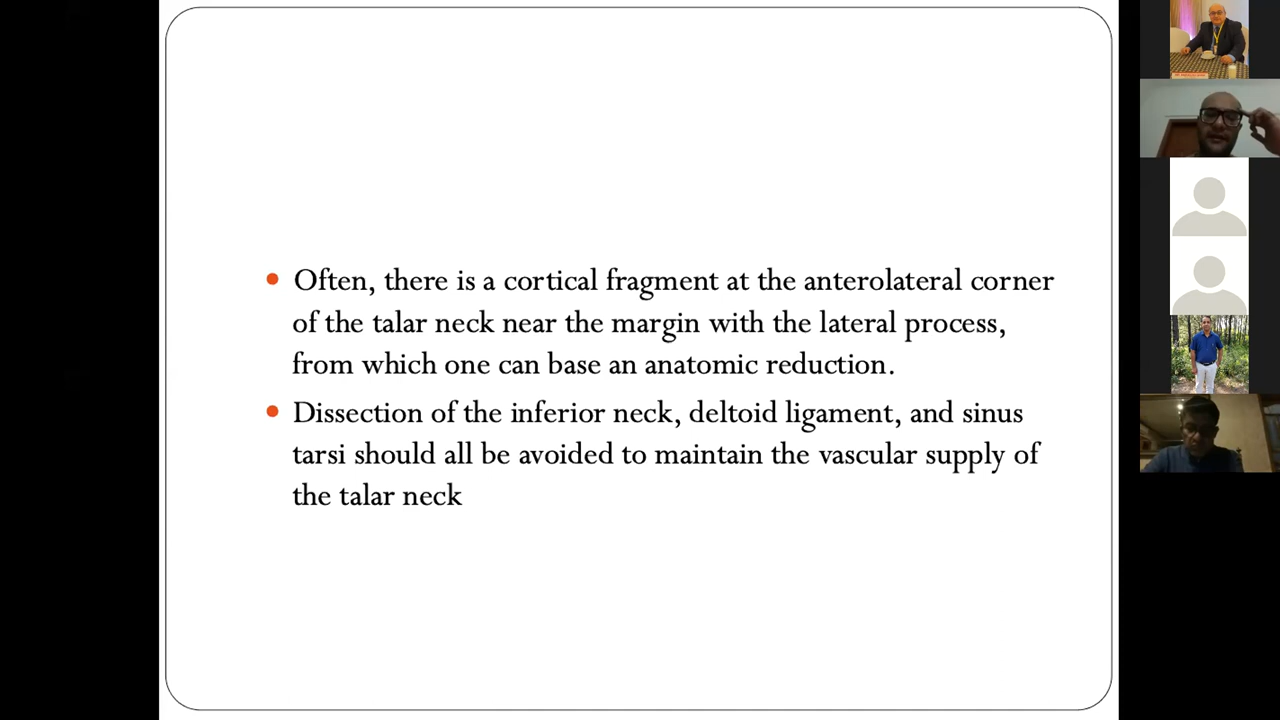 Often, there is a cortical fragment at the anterolateral corner
of the talar neck near the margin with the lateral process,
from which one can base an anatomic reduction.
Dissection of the inferior neck, deltoid ligament, and sinus
tarsi should all be avoided to maintain the vascular supply of
the talar neck